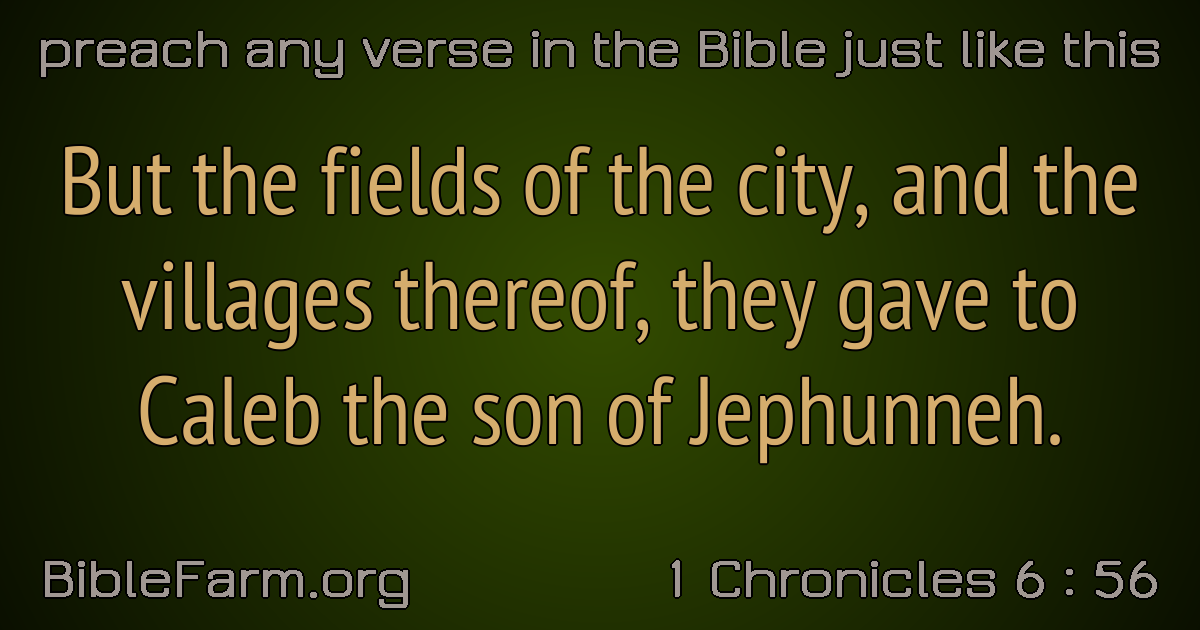 preach any verse in the Bible just like this
But the fields of the city, and the
villages thereof, they gave to
Caleb the son of Jephunneh.
BibleFarm.org
1 Chronicles 6 : 56